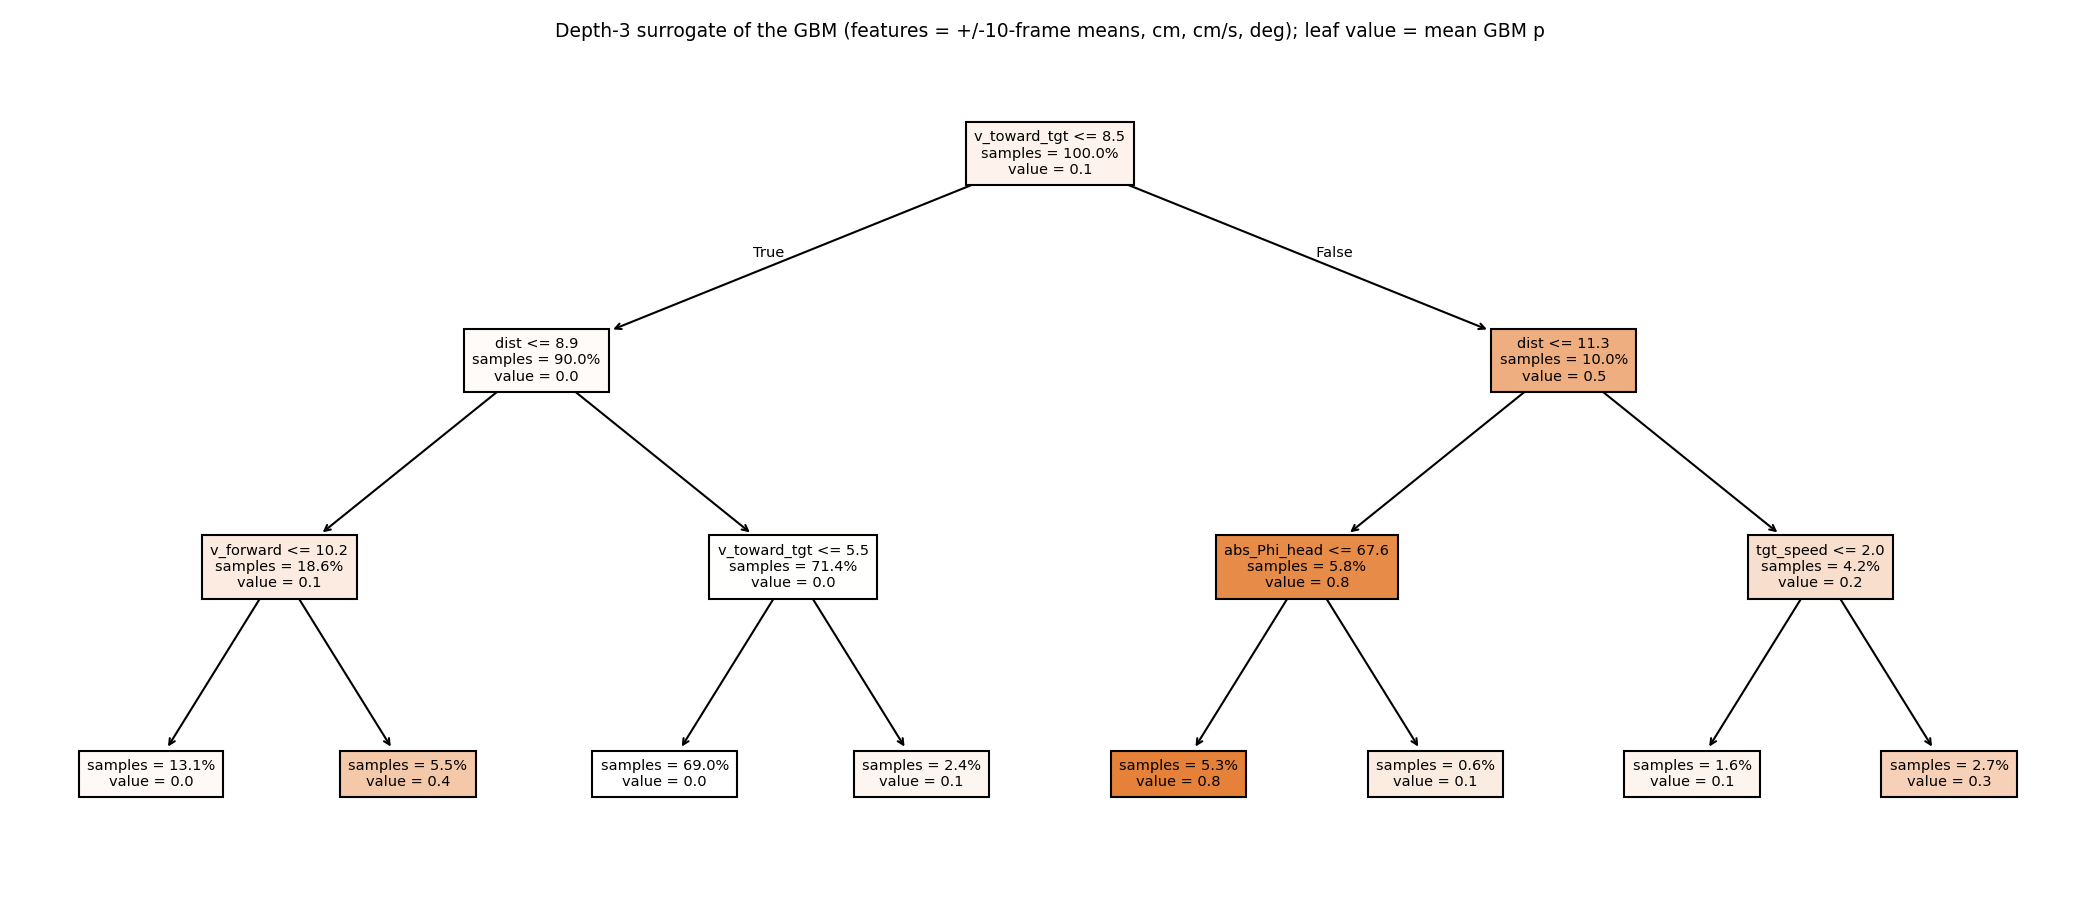 Depth-3 surrogate of the GBM (features = +/-10-frame means, cm, cm/s, deg); leaf value = mean GBM p
v_toward_tgt <= 8.5
samples = 100.0%
value = 0.1
True
False
dist <= 8.9
samples = 90.0%
value = 0.0
dist <= 11.3
samples = 10.0%
value = 0.5
v_forward <= 10.2
samples = 18.6%
value = 0.1
v_toward_tgt <= 5.5
samples = 71.4%
value = 0.0
abs_Phi_head <= 67.6
samples = 5.8%
value = 0.8
tgt_speed <= 2.0
samples = 4.2%
value = 0.2
samples = 13.1%
value = 0.0
samples = 5.5%
value = 0.4
samples = 69.0%
value = 0.0
samples = 2.4%
value = 0.1
samples = 5.3%
value = 0.8
samples = 0.6%
value = 0.1
samples = 1.6%
value = 0.1
samples = 2.7%
value = 0.3